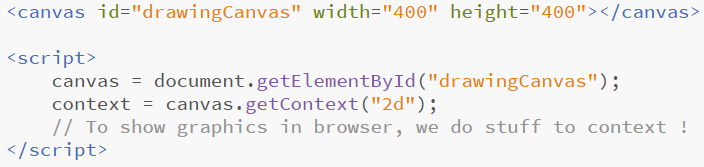 <canvas id="drawingCanvas" width="400" height="400"></canvas>
<script>
canvas = document.getElementById("drawingCanvas");
context = canvas.getContext("2d");
// To show graphics in browser, we do stuff to context !
</script>